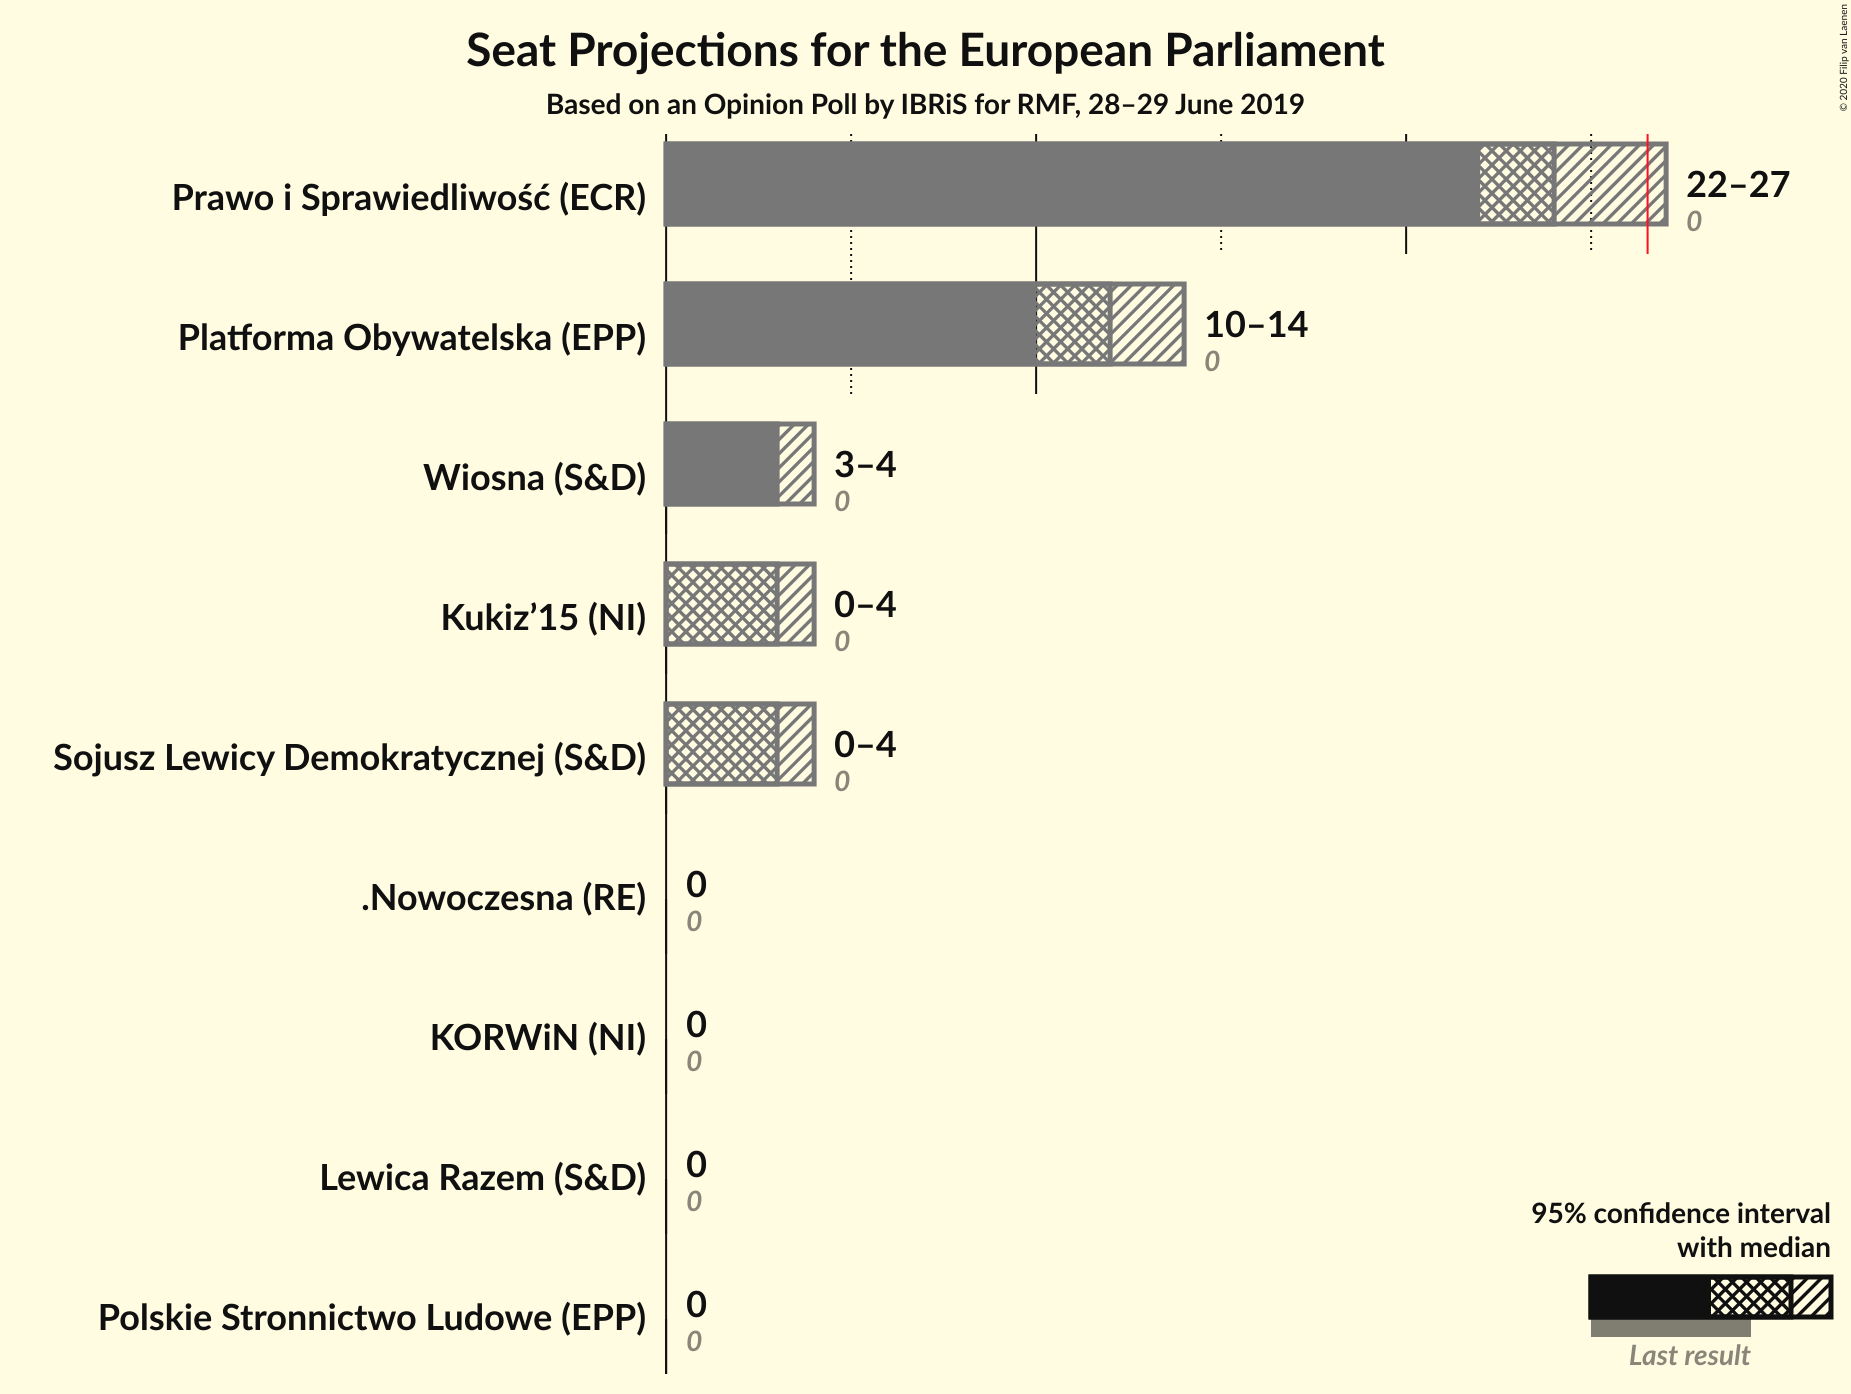 Seat Projections for the European Parliament
Based on an Opinion Poll by IBRiS for RMF, 28–29 June 2019
© 2020 Filip van Laenen
Prawo i Sprawiedliwość (ECR)
22–27
0
Platforma Obywatelska (EPP)
10–14
0
Wiosna (S&D)
3–4
0
Kukiz’15 (NI)
0–4
0
Sojusz Lewicy Demokratycznej (S&D)
0–4
0
.Nowoczesna (RE)
0
0
KORWiN (NI)
0
0
Lewica Razem (S&D)
0
0
Polskie Stronnictwo Ludowe (EPP)
0
0
95% confidence interval
with median
Last result